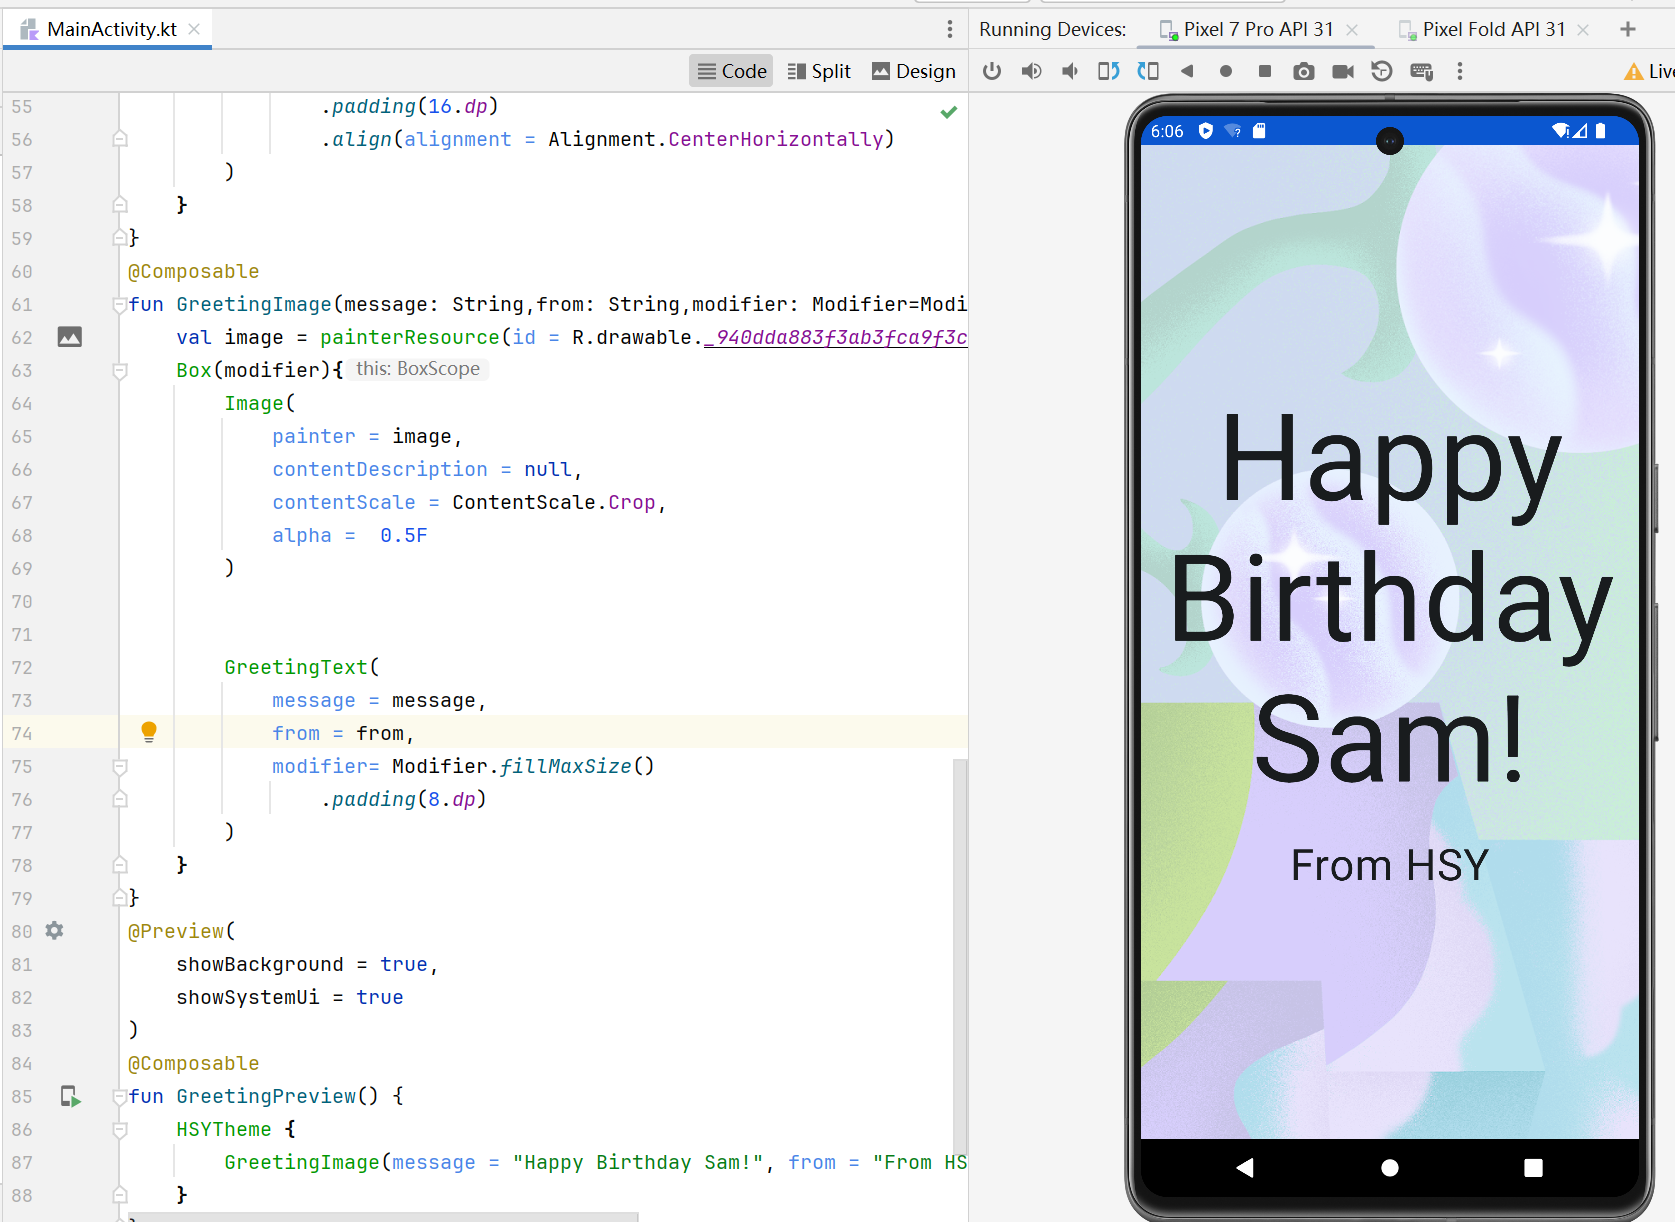 MainActivity.kt
Running Devices:
Pixel 7 Pro API 31
Pixel Fold API 31
Code
Split
Design
Live
55 .padding(16.dp)
56 .align(alignment = Alignment.CenterHorizontally)
57 )
58 }
59 }
60 @Composable
61 fun GreetingImage(message: String,from: String,modifier: Modifier=Modi
62 val image = painterResource(id = R.drawable._940dda883f3ab3fca9f3c
63 Box(modifier){ this: BoxScope
64 Image(
65 painter = image,
66 contentDescription = null,
67 contentScale = ContentScale.Crop,
68 alpha =  0.5F
69 )
70
71
72 GreetingText(
73 message = message,
74 from = from,
75 modifier= Modifier.fillMaxSize()
76 .padding(8.dp)
77 )
78 }
79 }
80 @Preview(
81 showBackground = true,
82 showSystemUi = true
83 )
84 @Composable
85 fun GreetingPreview() {
86 HSYTheme {
87 GreetingImage(message = "Happy Birthday Sam!", from = "From HS
88 }
6:06
Happy
Birthday
Sam!
From HSY